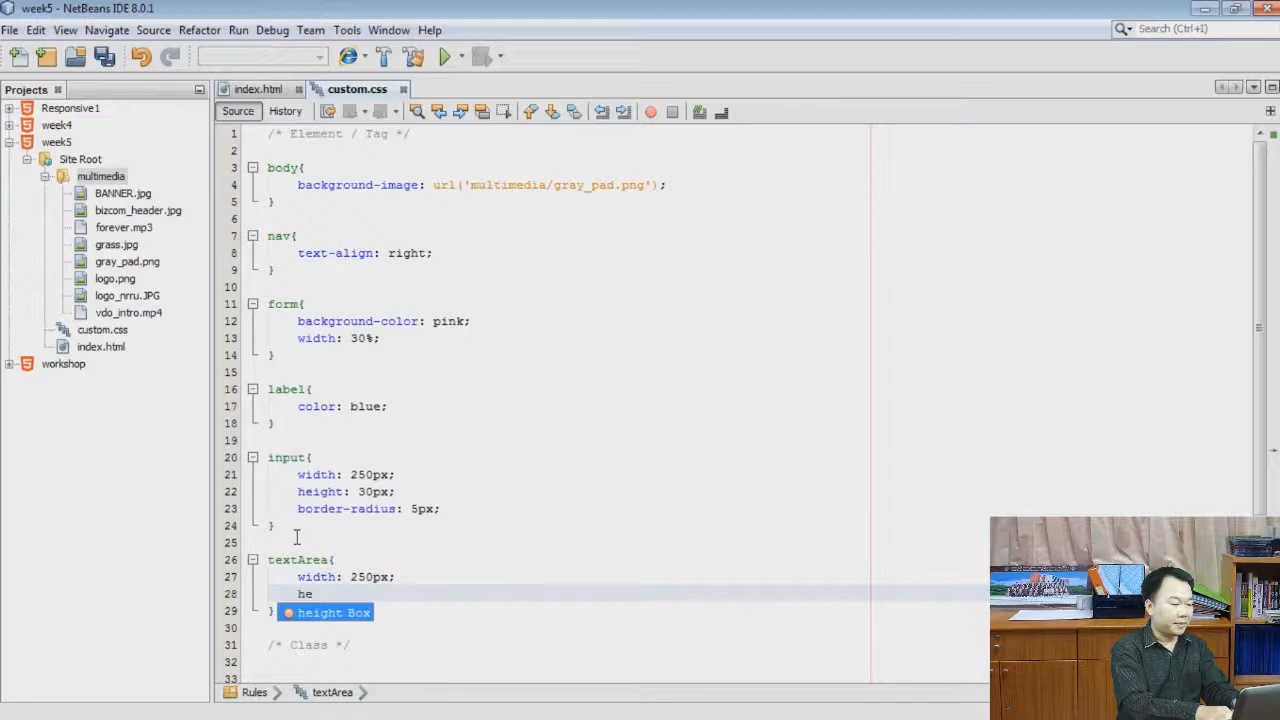 week5 - NetBeans IDE 8.0.1
File Edit View Navigate Source Refactor Run Debug Team Tools Window Help
Search (Ctrl+I)
Projects
index.html
custom.css
Source History
Responsive1
week4
week5
Site Root
multimedia
BANNER.jpg
bizcom_header.jpg
forever.mp3
grass.jpg
gray_pad.png
logo.png
logo_nrru.JPG
vdo_intro.mp4
custom.css
index.html
workshop
1 /* Element / Tag */
2
3 body{
4 background-image: url('multimedia/gray_pad.png');
5 }
6
7 nav{
8 text-align: right;
9 }
10
11 form{
12 background-color: pink;
13 width: 30%;
14 }
15
16 label{
17 color: blue;
18 }
19
20 input{
21 width: 250px;
22 height: 30px;
23 border-radius: 5px;
24 }
25
26 textArea{
27 width: 250px;
28 he
29 }
height Box
30
31 /* Class */
32
33
Rules textArea